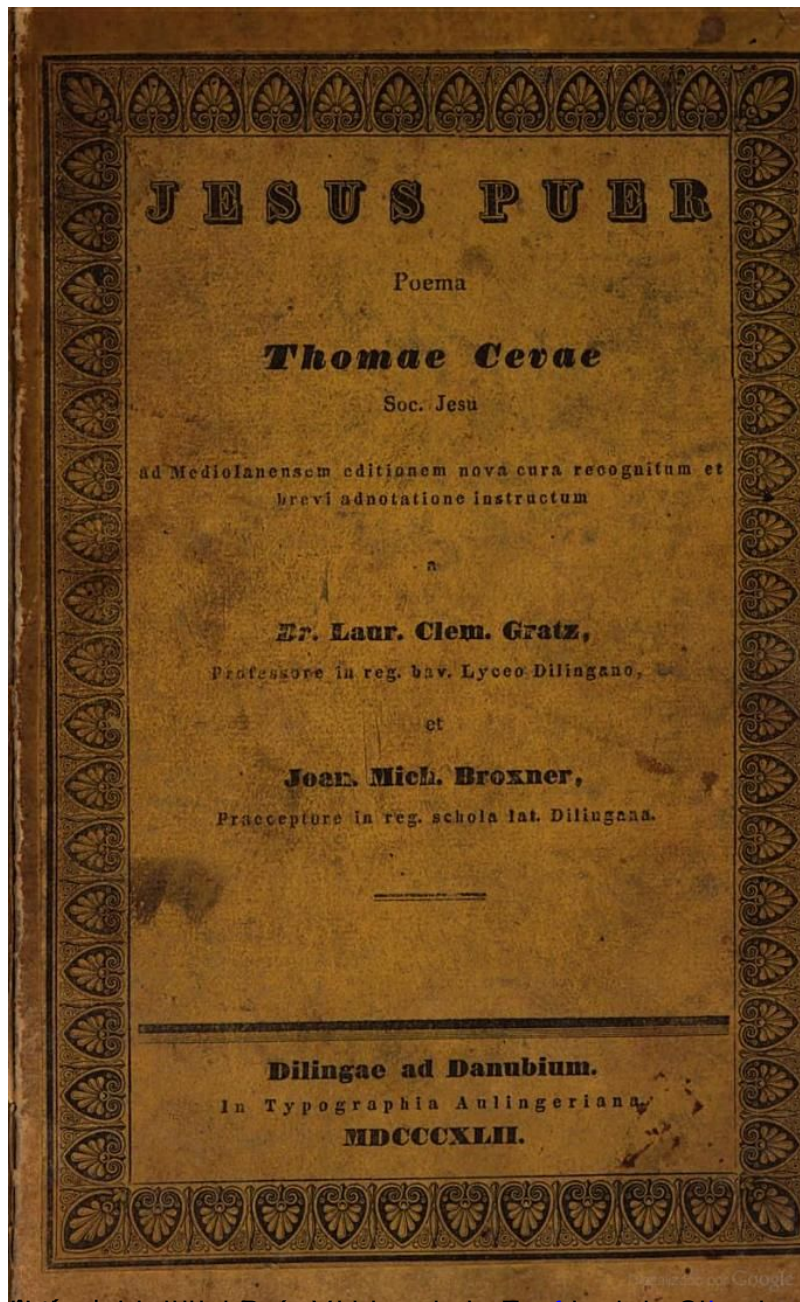 JESUS PUER
Poema
Thomae Cevae
Soc. Jesu
ad Mediolanensem editionem nova cura recognitum et
brevi adnotatione instructum
a
Dr. Laur. Clem. Gratz,
Professore in reg. bav. Lyceo Dilingano,
et
Joan. Mich. Broxner,
Praeceptore in reg. schola lat. Dilingana.
Dilingae ad Danubium.
In Typographia Aulingeriana.
MDCCCXLII.
Google